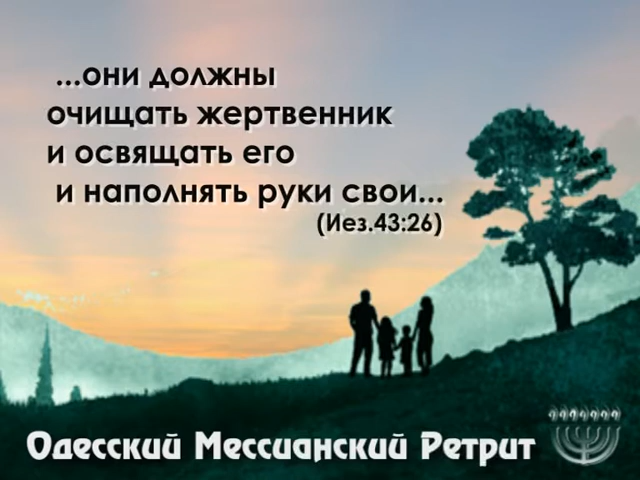 ...они должны
очищать жертвенник
и освящать его
и наполнять руки свои...
(Иез.43:26)
Одесский Мессианский Ретрит